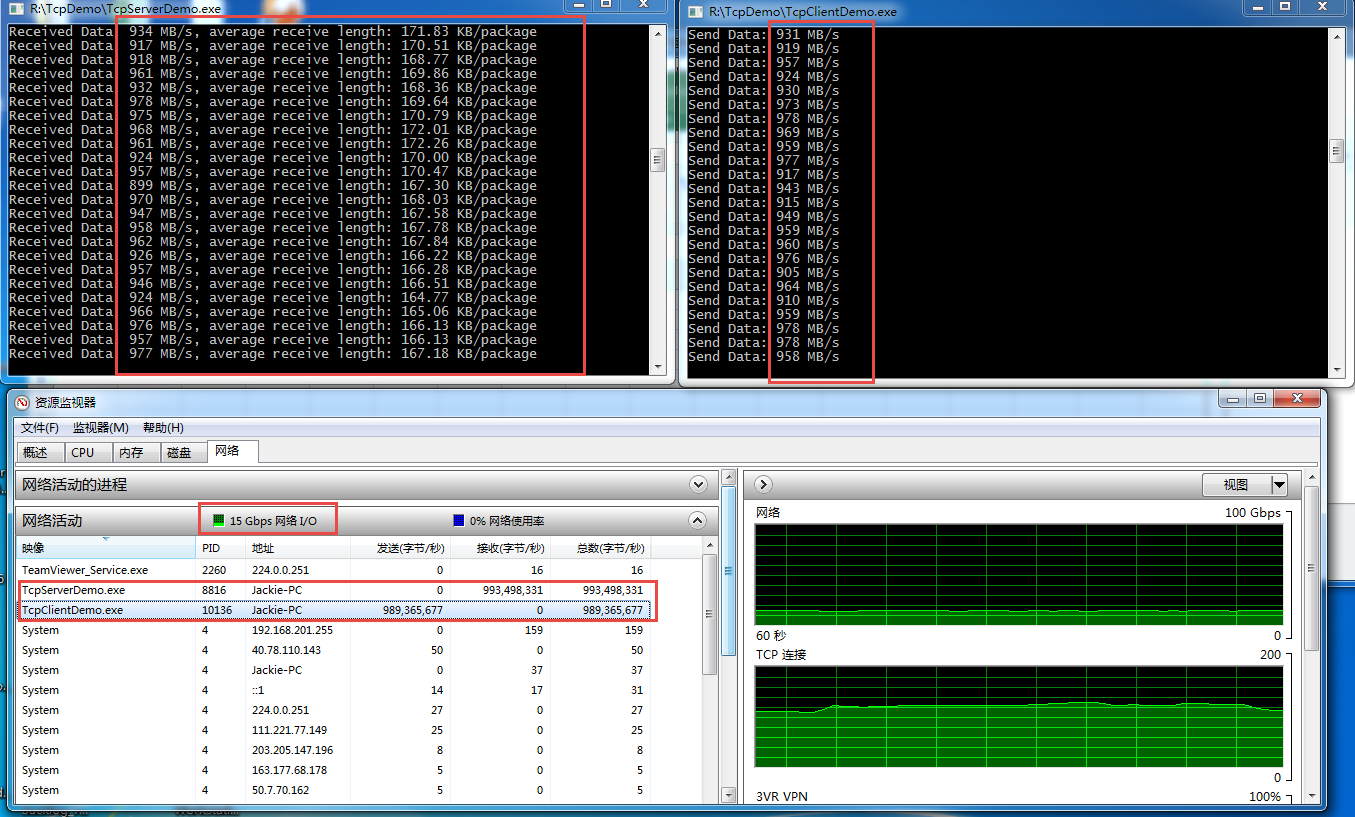 R:\TcpDemo\TcpServerDemo.exe
Received Data 934 MB/s, average receive length: 171.83 KB/package
Received Data 917 MB/s, average receive length: 170.51 KB/package
Received Data 918 MB/s, average receive length: 168.77 KB/package
Received Data 961 MB/s, average receive length: 169.86 KB/package
Received Data 932 MB/s, average receive length: 168.36 KB/package
Received Data 978 MB/s, average receive length: 169.64 KB/package
Received Data 975 MB/s, average receive length: 170.79 KB/package
Received Data 968 MB/s, average receive length: 172.01 KB/package
Received Data 961 MB/s, average receive length: 172.26 KB/package
Received Data 924 MB/s, average receive length: 170.00 KB/package
Received Data 957 MB/s, average receive length: 170.47 KB/package
Received Data 899 MB/s, average receive length: 167.30 KB/package
Received Data 970 MB/s, average receive length: 168.03 KB/package
Received Data 947 MB/s, average receive length: 167.58 KB/package
Received Data 958 MB/s, average receive length: 167.78 KB/package
Received Data 962 MB/s, average receive length: 167.84 KB/package
Received Data 926 MB/s, average receive length: 166.22 KB/package
Received Data 957 MB/s, average receive length: 166.28 KB/package
Received Data 946 MB/s, average receive length: 166.51 KB/package
Received Data 924 MB/s, average receive length: 164.77 KB/package
Received Data 966 MB/s, average receive length: 165.06 KB/package
Received Data 976 MB/s, average receive length: 166.13 KB/package
Received Data 957 MB/s, average receive length: 166.13 KB/package
Received Data 977 MB/s, average receive length: 167.18 KB/package
R:\TcpDemo\TcpClientDemo.exe
Send Data: 931 MB/s
Send Data: 919 MB/s
Send Data: 957 MB/s
Send Data: 924 MB/s
Send Data: 930 MB/s
Send Data: 973 MB/s
Send Data: 978 MB/s
Send Data: 969 MB/s
Send Data: 959 MB/s
Send Data: 977 MB/s
Send Data: 917 MB/s
Send Data: 943 MB/s
Send Data: 915 MB/s
Send Data: 949 MB/s
Send Data: 959 MB/s
Send Data: 960 MB/s
Send Data: 976 MB/s
Send Data: 905 MB/s
Send Data: 964 MB/s
Send Data: 910 MB/s
Send Data: 959 MB/s
Send Data: 978 MB/s
Send Data: 978 MB/s
Send Data: 958 MB/s
资源监视器
文件(F) 监视器(M) 帮助(H)
概述 CPU 内存 磁盘 网络
网络活动的进程
网络活动 15 Gbps 网络 I/O 0% 网络使用率
映像 PID 地址 发送(字节/秒) 接收(字节/秒) 总数(字节/秒)
TeamViewer_Service.exe 2260 224.0.0.251 0 16 16
TcpServerDemo.exe 8816 Jackie-PC 0 993,498,331 993,498,331
TcpClientDemo.exe 10136 Jackie-PC 989,365,677 0 989,365,677
System 4 192.168.201.255 0 159 159
System 4 40.78.110.143 50 0 50
System 4 Jackie-PC 0 37 37
System 4 ::1 14 17 31
System 4 224.0.0.251 27 0 27
System 4 111.221.77.149 25 0 25
System 4 203.205.147.196 8 0 8
System 4 163.177.68.178 5 0 5
System 4 50.7.70.162 5 0 5
视图
网络 100 Gbps
60 秒 0
TCP 连接 200
0
3VR VPN 100%